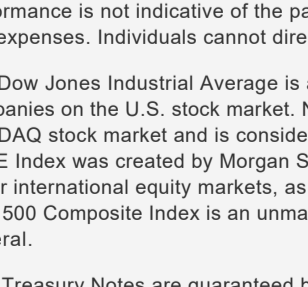 ormance is not indicative of the pa
expenses. Individuals cannot dire
Dow Jones Industrial Average is a
panies on the U.S. stock market. N
DAQ stock market and is conside
E Index was created by Morgan S
r international equity markets, as
500 Composite Index is an unma
eral.
Treasury Notes are guaranteed b